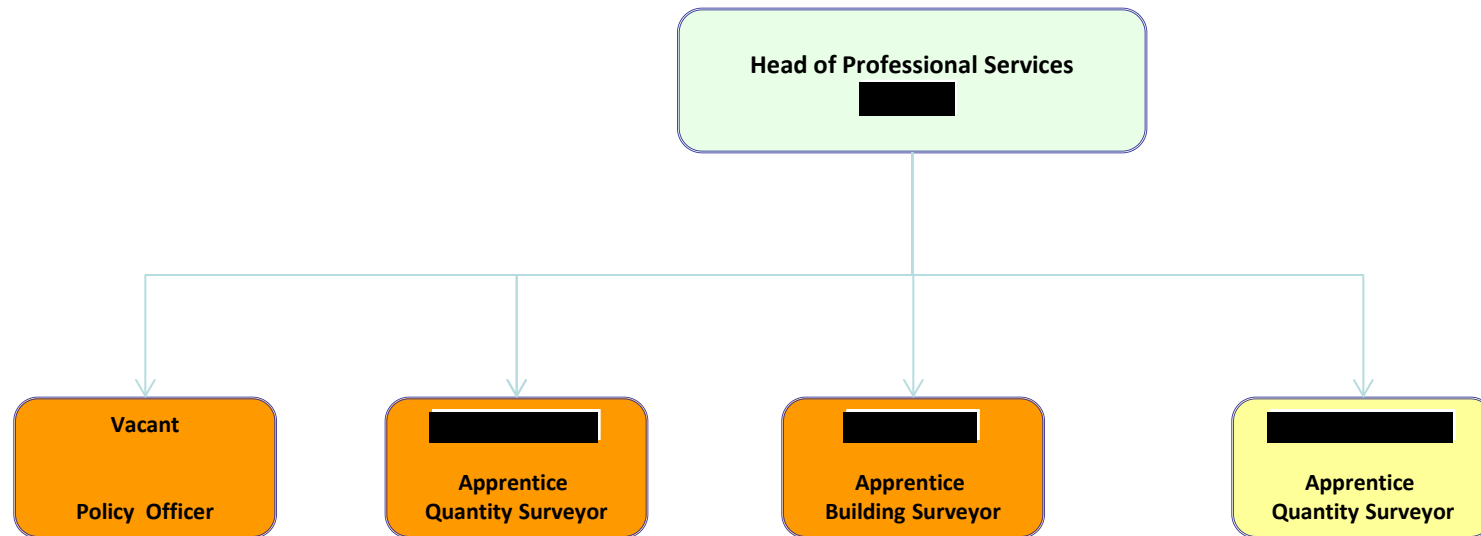 Head of Professional Services
Vacant
Policy Officer
Apprentice
Quantity Surveyor
Apprentice
Building Surveyor
Apprentice
Quantity Surveyor